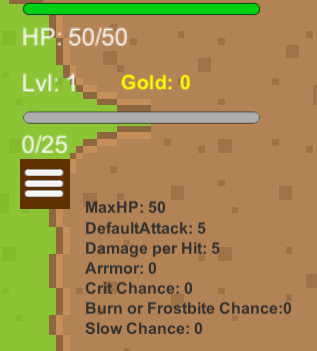 HP: 50/50
Lvl: 1 Gold: 0
0/25
MaxHP: 50
DefaultAttack: 5
Damage per Hit: 5
Arrmor: 0
Crit Chance: 0
Burn or Frostbite Chance:0
Slow Chance: 0